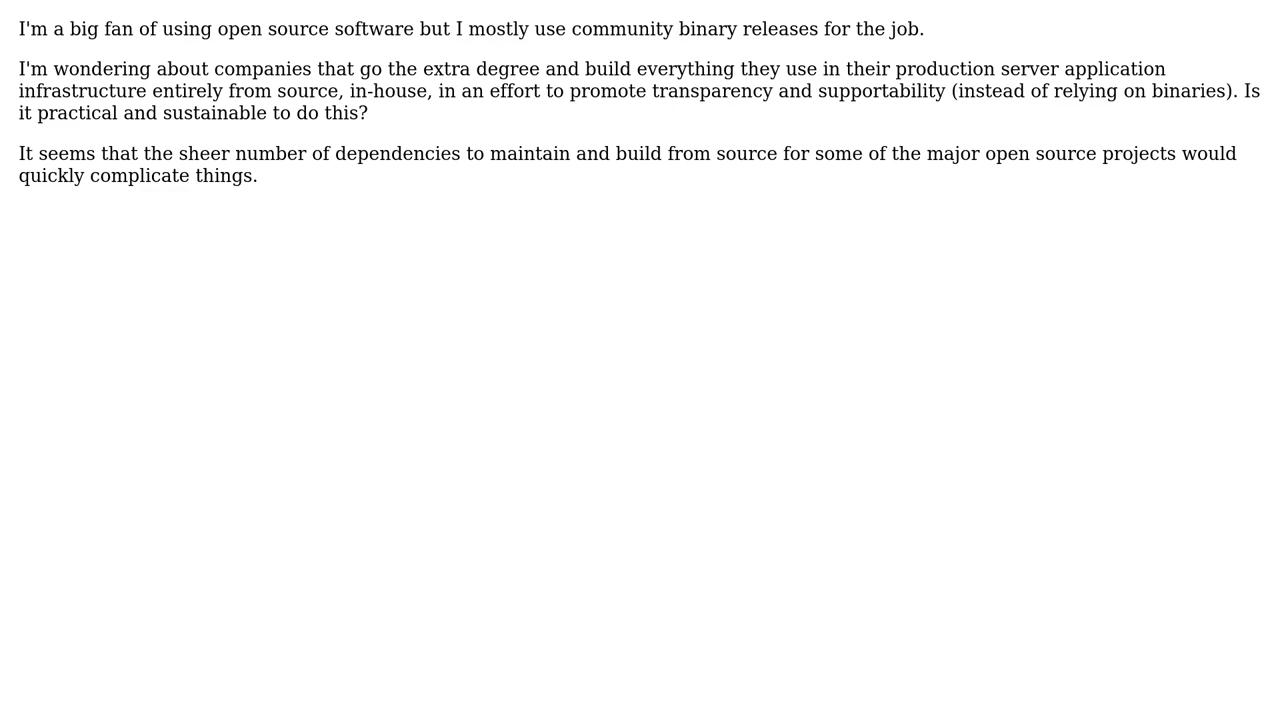 I'm a big fan of using open source software but I mostly use community binary releases for the job.
I'm wondering about companies that go the extra degree and build everything they use in their production server application
infrastructure entirely from source, in-house, in an effort to promote transparency and supportability (instead of relying on binaries). Is
it practical and sustainable to do this?
It seems that the sheer number of dependencies to maintain and build from source for some of the major open source projects would
quickly complicate things.